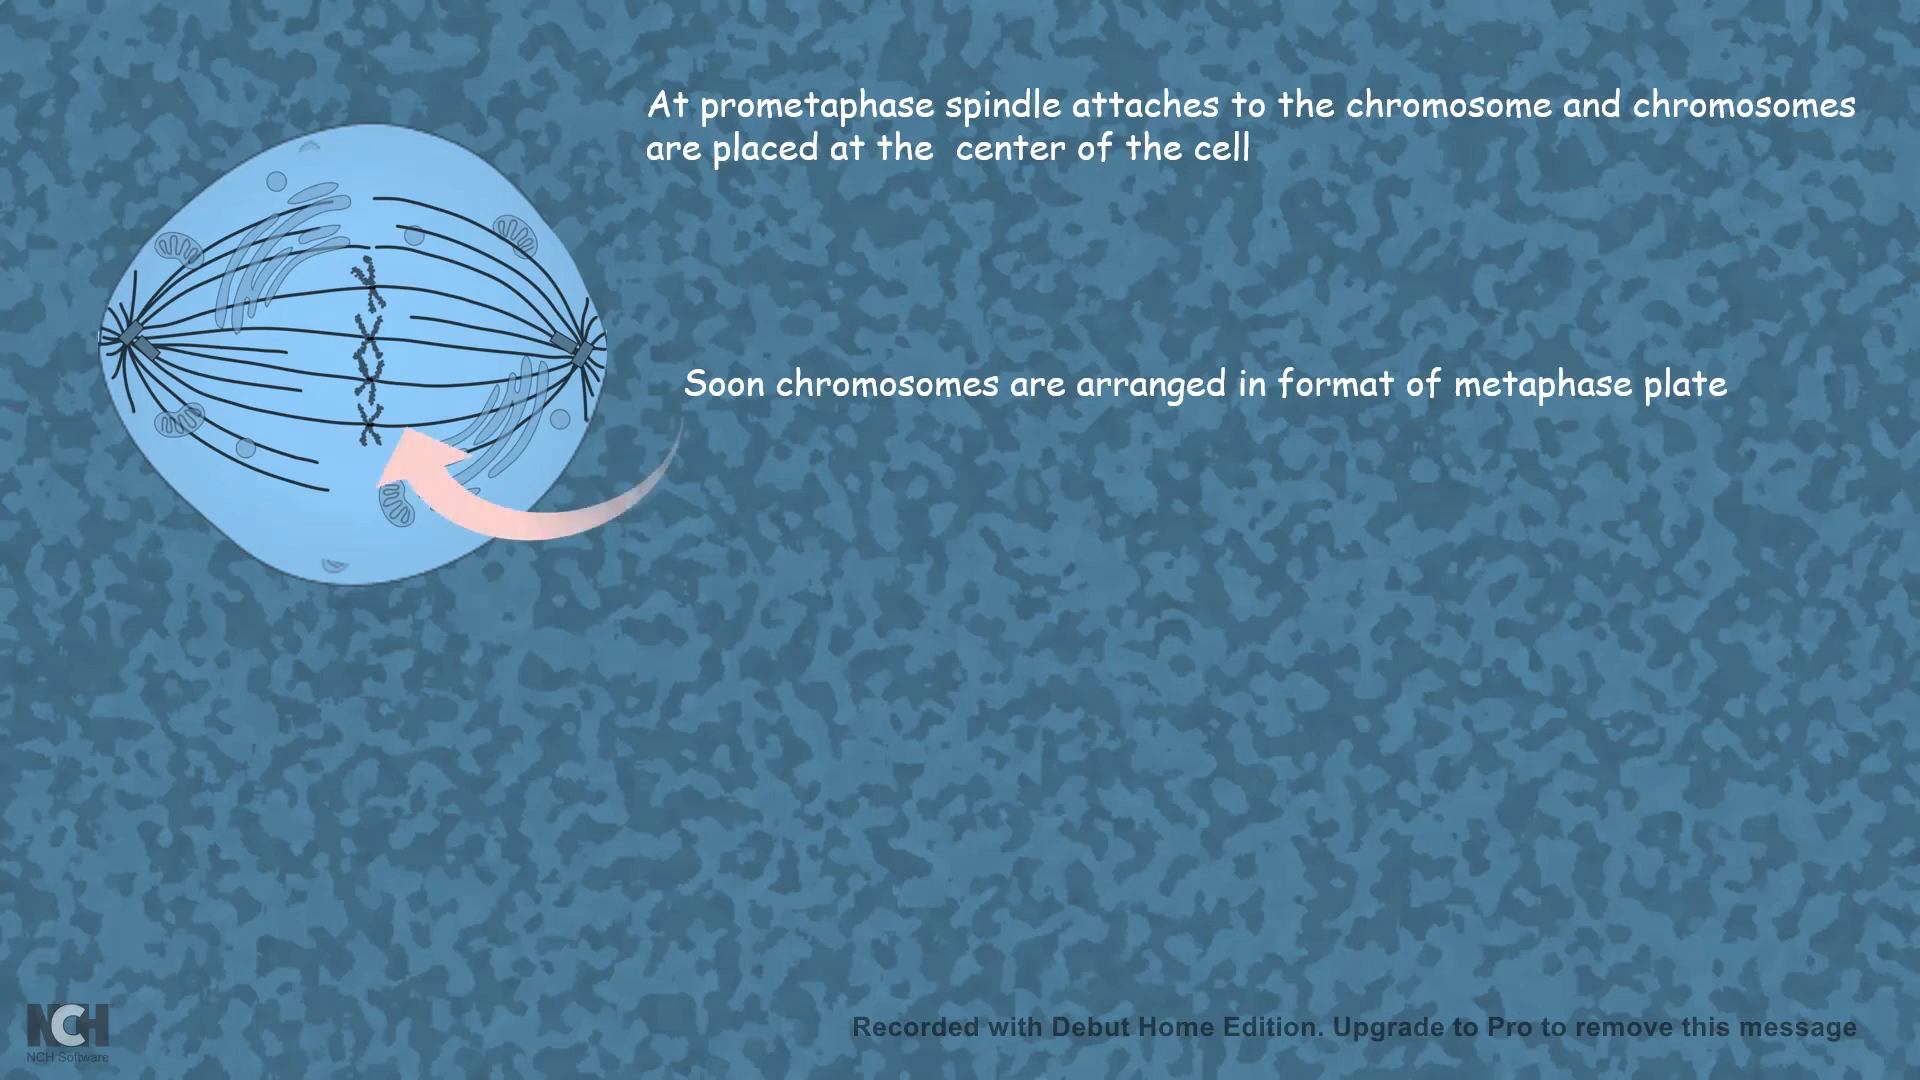 At prometaphase spindle attaches to the chromosome and chromosomes
are placed at the  center of the cell
Soon chromosomes are arranged in format of metaphase plate
NCH
NCH Software
Recorded with Debut Home Edition. Upgrade to Pro to remove this message